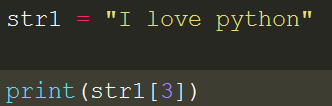 str1 = "I love python"
print(str1[3])